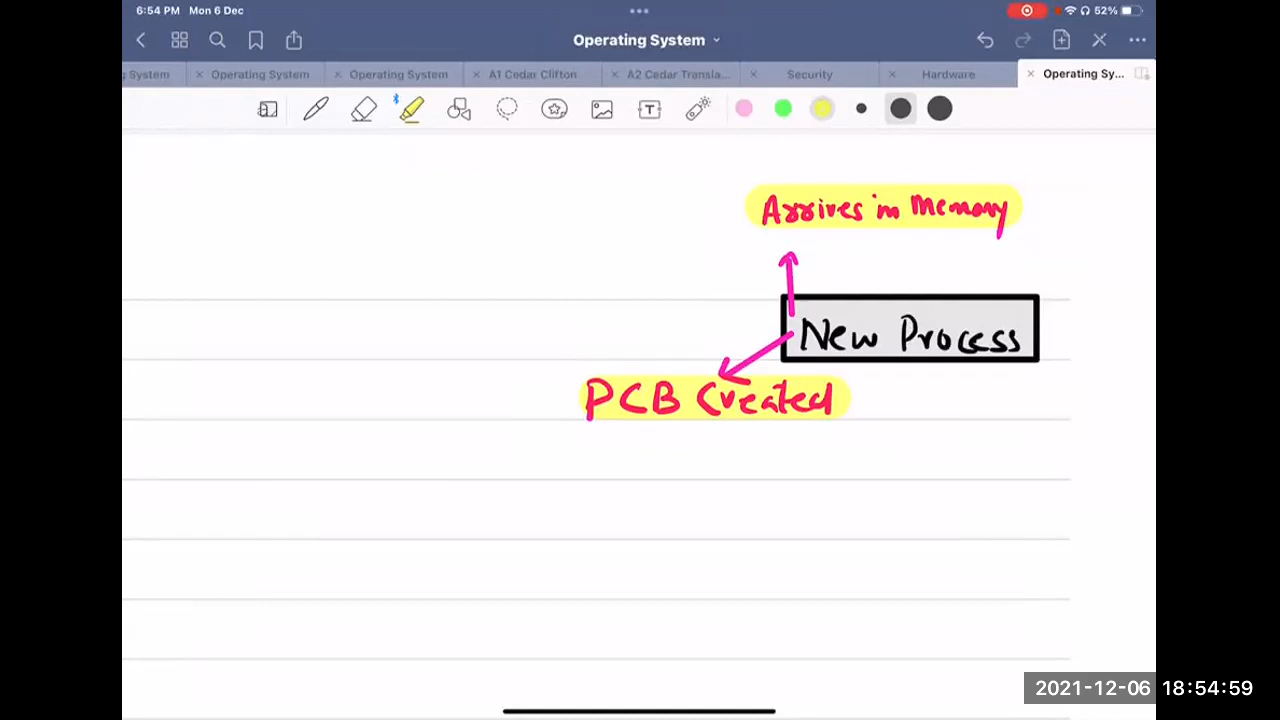 6:54 PM Mon 6 Dec
52%
Operating System
g System
Operating System
Operating System
A1 Cedar Clifton
A2 Cedar Transla...
Security
Hardware
Operating Sy...
Arrives in Memory
New Process
PCB Created
2021-12-06 18:54:59